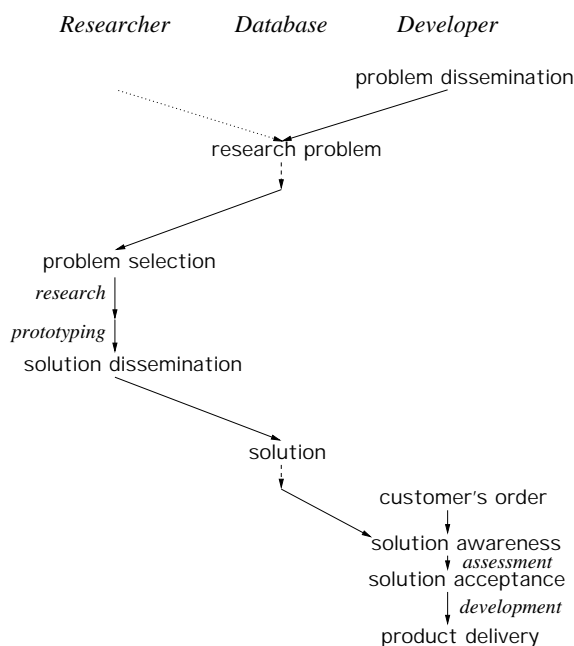 Researcher Database Developer
problem dissemination
research problem
problem selection
research
prototyping
solution dissemination
solution
customer's order
solution awareness
assessment
solution acceptance
development
product delivery